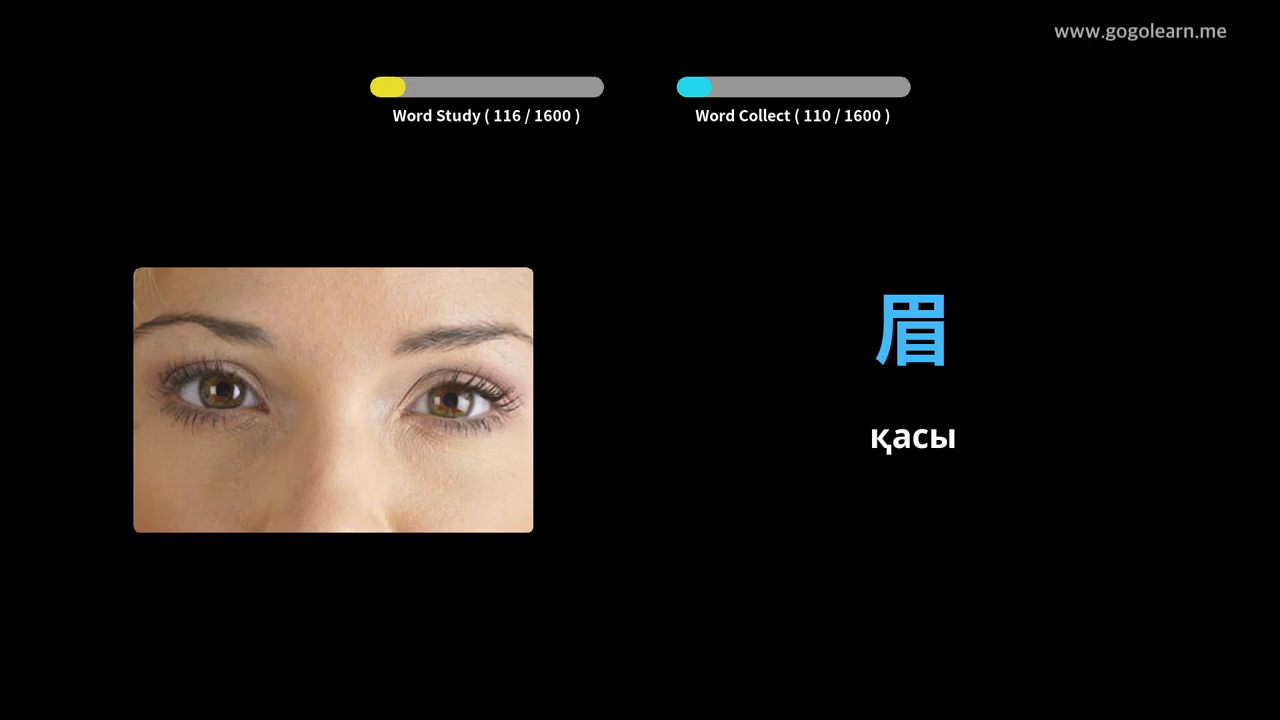 www.gogolearn.me
Word Study ( 116 / 1600 )
Word Collect ( 110 / 1600 )
眉
қасы